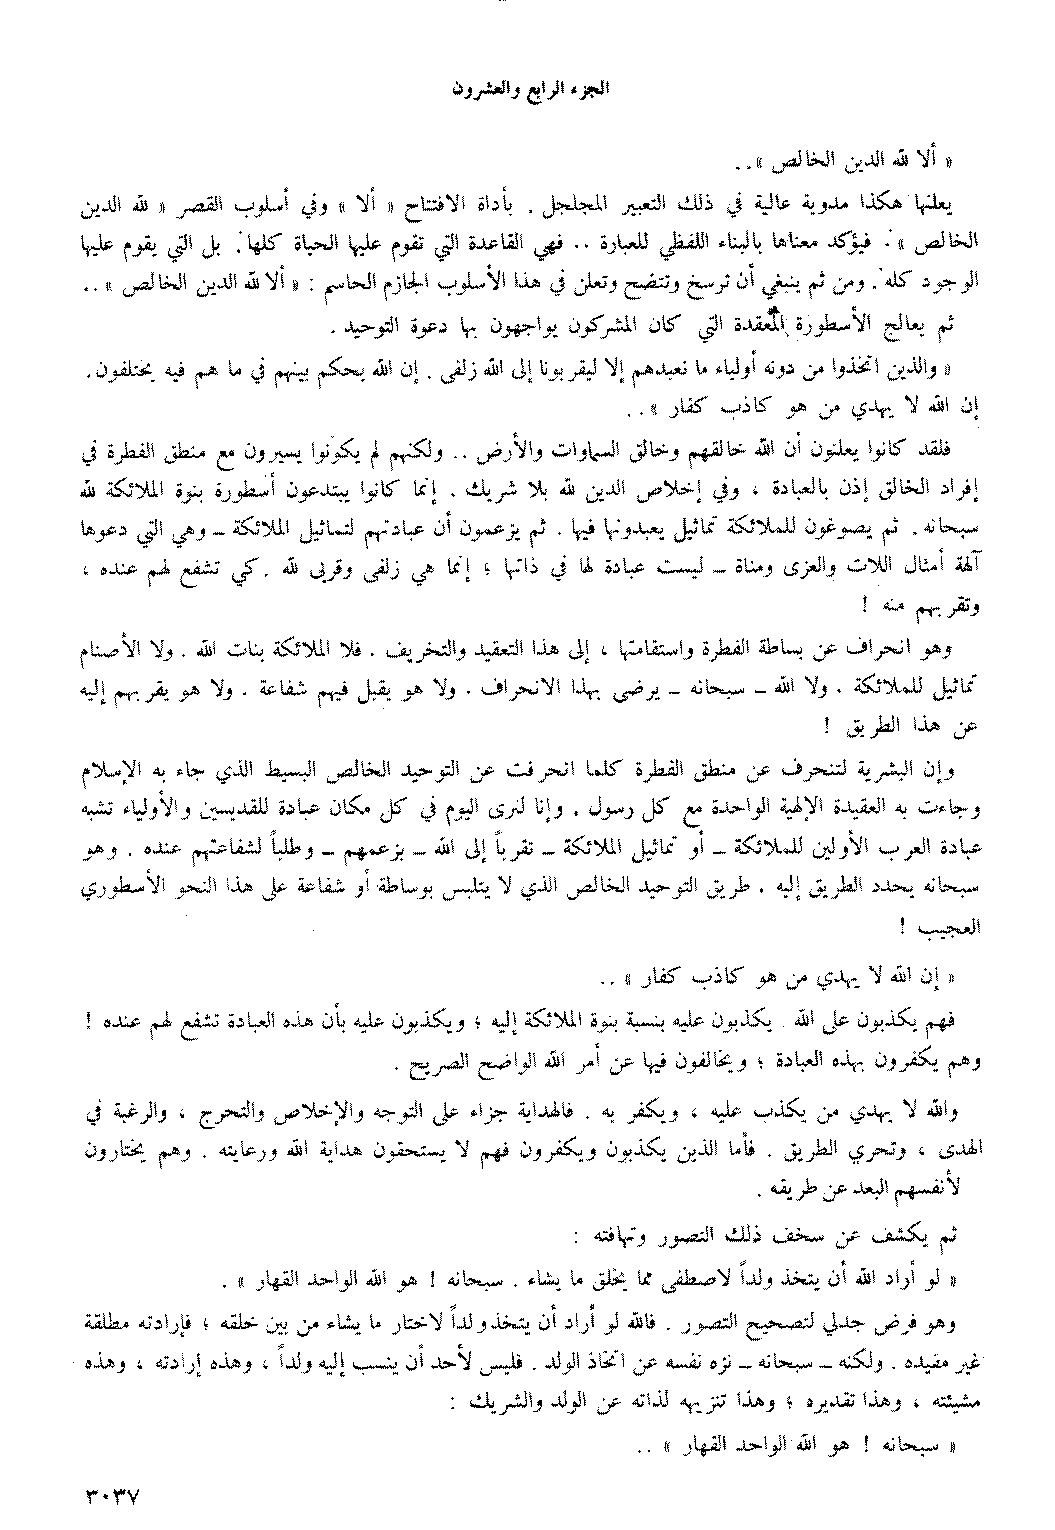 الجزء الرابع والعشرون
« ألا لله الدين الخالص »..
يعلنها هكذا مدوية عالية في ذلك التعبير المجلجل . بأداة الافتتاح « ألا » وفي أسلوب القصر « لله الدين
الخالص ». فيؤكد معناها بالبناء اللفظي للعبارة .. فهي القاعدة التي تقوم عليها الحياة كلها. بل التي يقوم عليها
الوجود كله. ومن ثم ينبغي أن ترسخ وتتضح وتعلن في هذا الأسلوب الجازم الحاسم : « ألا لله الدين الخالص »..
ثم يعالج الأسطورة المعقدة التي كان المشركون يواجهون بها دعوة التوحيد .
« والذين اتخذوا من دونه أولياء ما نعبدهم إلا ليقربونا إلى الله زلفى . إن الله يحكم بينهم في ما هم فيه يختلفون.
إن الله لا يهدي من هو كاذب كفار »..
فلقد كانوا يعلنون أن الله خالقهم وخالق السماوات والأرض .. ولكنهم لم يكونوا يسيرون مع منطق الفطرة في
إفراد الخالق إذن بالعبادة ، وفي إخلاص الدين لله بلا شريك . إنما كانوا يبتدعون أسطورة بنوة الملائكة لله
سبحانه . ثم يصوغون للملائكة تماثيل يعبدونها فيها . ثم يزعمون أن عبادتهم لتماثيل الملائكة – وهي التي دعوها
آلهة أمثال اللات والعزى ومناة – ليست عبادة لها في ذاتها ؛ إنما هي زلفى وقربى لله . كي تشفع لهم عنده ،
وتقربهم منه !
وهو انحراف عن بساطة الفطرة واستقامتها ، إلى هذا التعقيد والتخريف . فلا الملائكة بنات الله . ولا الأصنام
تماثيل للملائكة . ولا الله – سبحانه – يرضى بهذا الانحراف . ولا هو يقبل فيهم شفاعة . ولا هو يقربهم إليه
عن هذا الطريق !
وإن البشرية لتنحرف عن منطق الفطرة كلما انحرفت عن التوحيد الخالص البسيط الذي جاء به الإسلام
وجاءت به العقيدة الإلهية الواحدة مع كل رسول . وإنا لنرى اليوم في كل مكان عبادة للقديسين والأولياء تشبه
عبادة العرب الأولين للملائكة – أو تماثيل الملائكة – تقرباً إلى الله – بزعمهم – وطلباً لشفاعتهم عنده . وهو
سبحانه يحدد الطريق إليه . طريق التوحيد الخالص الذي لا يتلبس بوساطة أو شفاعة على هذا النحو الأسطوري
العجيب !
« إن الله لا يهدي من هو كاذب كفار » ..
فهم يكذبون على الله . يكذبون عليه بنسبة بنوة الملائكة إليه ؛ ويكذبون عليه بأن هذه العبادة تشفع لهم عنده !
وهم يكفرون بهذه العبادة ؛ ويخالفون فيها عن أمر الله الواضح الصريح .
والله لا يهدي من يكذب عليه ، ويكفر به . فالهداية جزاء على التوجه والإخلاص والتحرج ، والرغبة في
الهدى ، وتحري الطريق . فأما الذين يكذبون ويكفرون فهم لا يستحقون هداية الله ورعايته . وهم يختارون
لأنفسهم البعد عن طريقه .
ثم يكشف عن سخف ذلك التصور وتهافته :
« لو أراد الله أن يتخذ ولداً لاصطفى مما يخلق ما يشاء . سبحانه ! هو الله الواحد القهار » .
وهو فرض جدلي لتصحيح التصور . فالله لو أراد أن يتخذ ولداً لاختار ما يشاء من بين خلقه ؛ فإرادته مطلقة
غير مقيدة . ولكنه – سبحانه – نزه نفسه عن اتخاذ الولد . فليس لأحد أن ينسب إليه ولداً ، وهذه إرادته ، وهذه
مشيئته ، وهذا تقديره ؛ وهذا تنزيهه لذاته عن الولد والشريك :
« سبحانه ! هو الله الواحد القهار » ..
٣٠٣٧